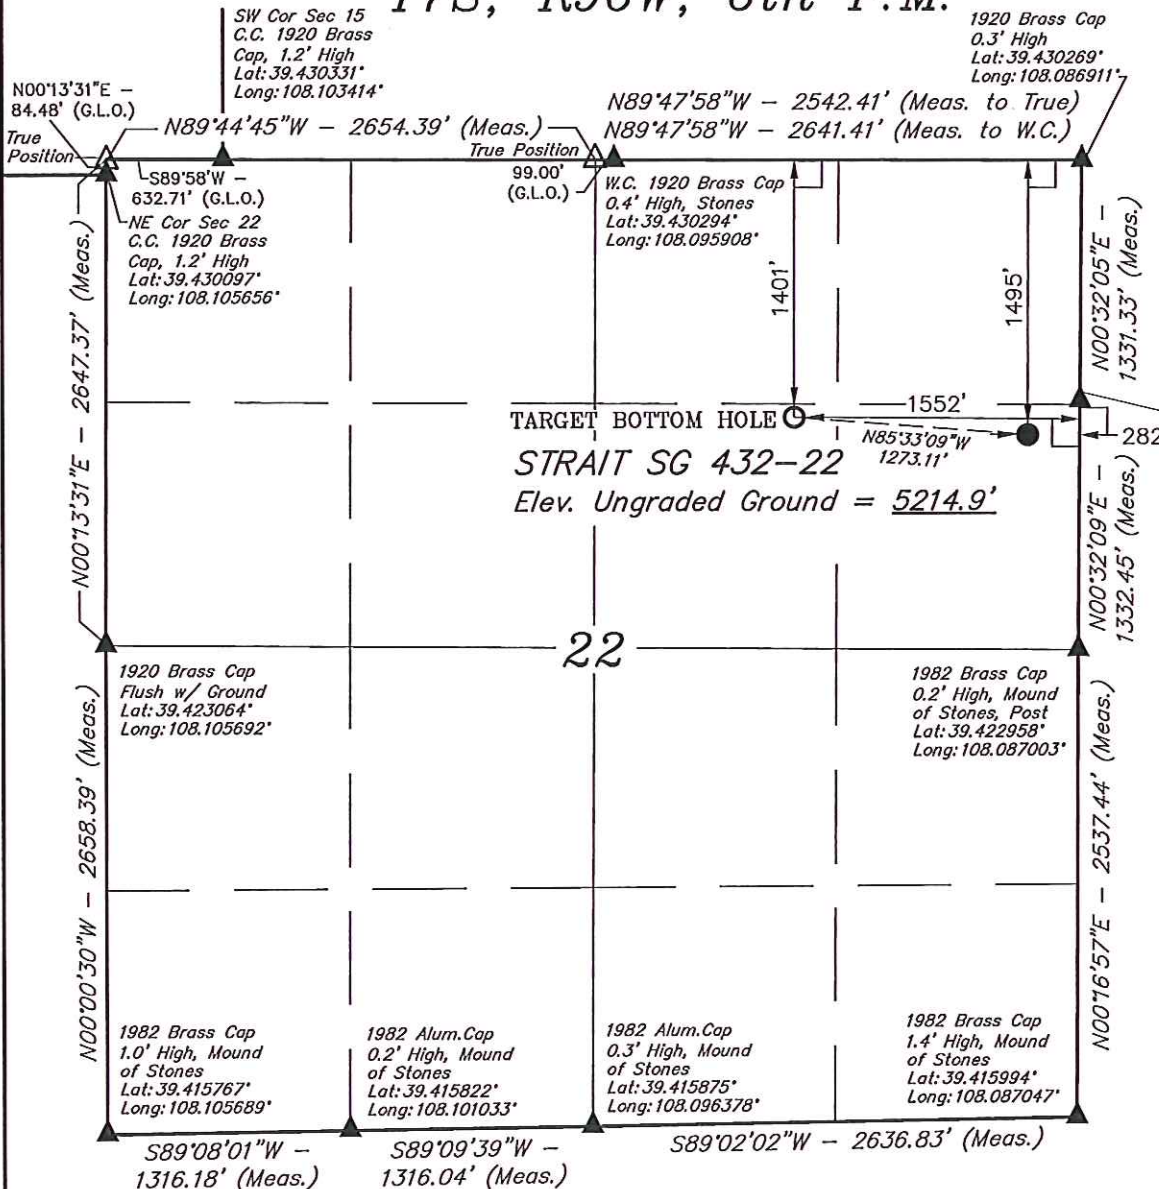 T7S, R96W, 6th P.M.
SW Cor Sec 15
C.C. 1920 Brass
Cap, 1.2' High
Lat: 39.430331°
Long: 108.103414°
1920 Brass Cap
0.3' High
Lat: 39.430269°
Long: 108.086911°
N00°13'31"E –
84.48' (G.L.O.)
True
Position
N89°44'45"W – 2654.39' (Meas.)
True Position
N89°47'58"W – 2542.41' (Meas. to True)
N89°47'58"W – 2641.41' (Meas. to W.C.)
S89°58'W –
632.71' (G.L.O.)
99.00'
(G.L.O.)
NE Cor Sec 22
C.C. 1920 Brass
Cap, 1.2' High
Lat: 39.430097°
Long: 108.105656°
W.C. 1920 Brass Cap
0.4' High, Stones
Lat: 39.430294°
Long: 108.095908°
1401'
1495'
N00°32'05"E –
1331.33' (Meas.)
N00°13'31"E – 2647.37' (Meas.)
TARGET BOTTOM HOLE
1552'
282
N85°33'09"W
1273.11'
STRAIT SG 432–22
Elev. Ungraded Ground = 5214.9'
N00°32'09"E –
1332.45' (Meas.)
22
1920 Brass Cap
Flush w/ Ground
Lat: 39.423064°
Long: 108.105692°
1982 Brass Cap
0.2' High, Mound
of Stones, Post
Lat: 39.422958°
Long: 108.087003°
N00°00'30"W – 2658.39' (Meas.)
N00°16'57"E – 2537.44' (Meas.)
1982 Brass Cap
1.0' High, Mound
of Stones
Lat: 39.415767°
Long: 108.105689°
1982 Alum.Cap
0.2' High, Mound
of Stones
Lat: 39.415822°
Long: 108.101033°
1982 Alum.Cap
0.3' High, Mound
of Stones
Lat: 39.415875°
Long: 108.096378°
1982 Brass Cap
1.4' High, Mound
of Stones
Lat: 39.415994°
Long: 108.087047°
S89°08'01"W –
1316.18' (Meas.)
S89°09'39"W –
1316.04' (Meas.)
S89°02'02"W – 2636.83' (Meas.)